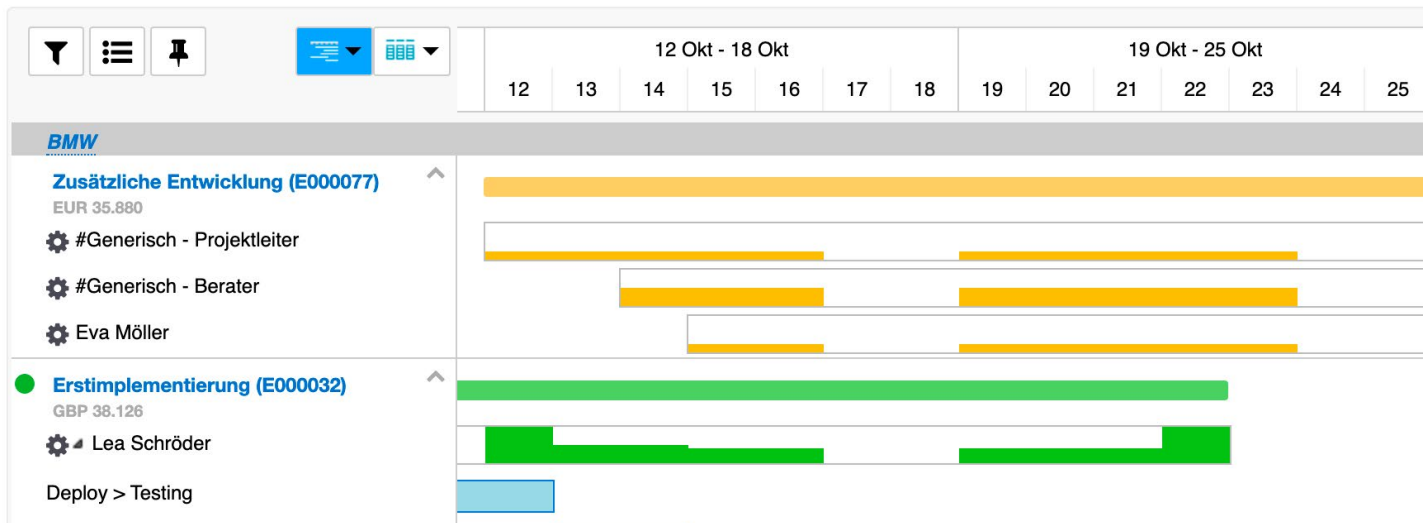 12 Okt - 18 Okt 19 Okt - 25 Okt
12 13 14 15 16 17 18 19 20 21 22 23 24 25
BMW
Zusätzliche Entwicklung (E000077)
EUR 35.880
#Generisch - Projektleiter
#Generisch - Berater
Eva Möller
Erstimplementierung (E000032)
GBP 38.126
Lea Schröder
Deploy > Testing